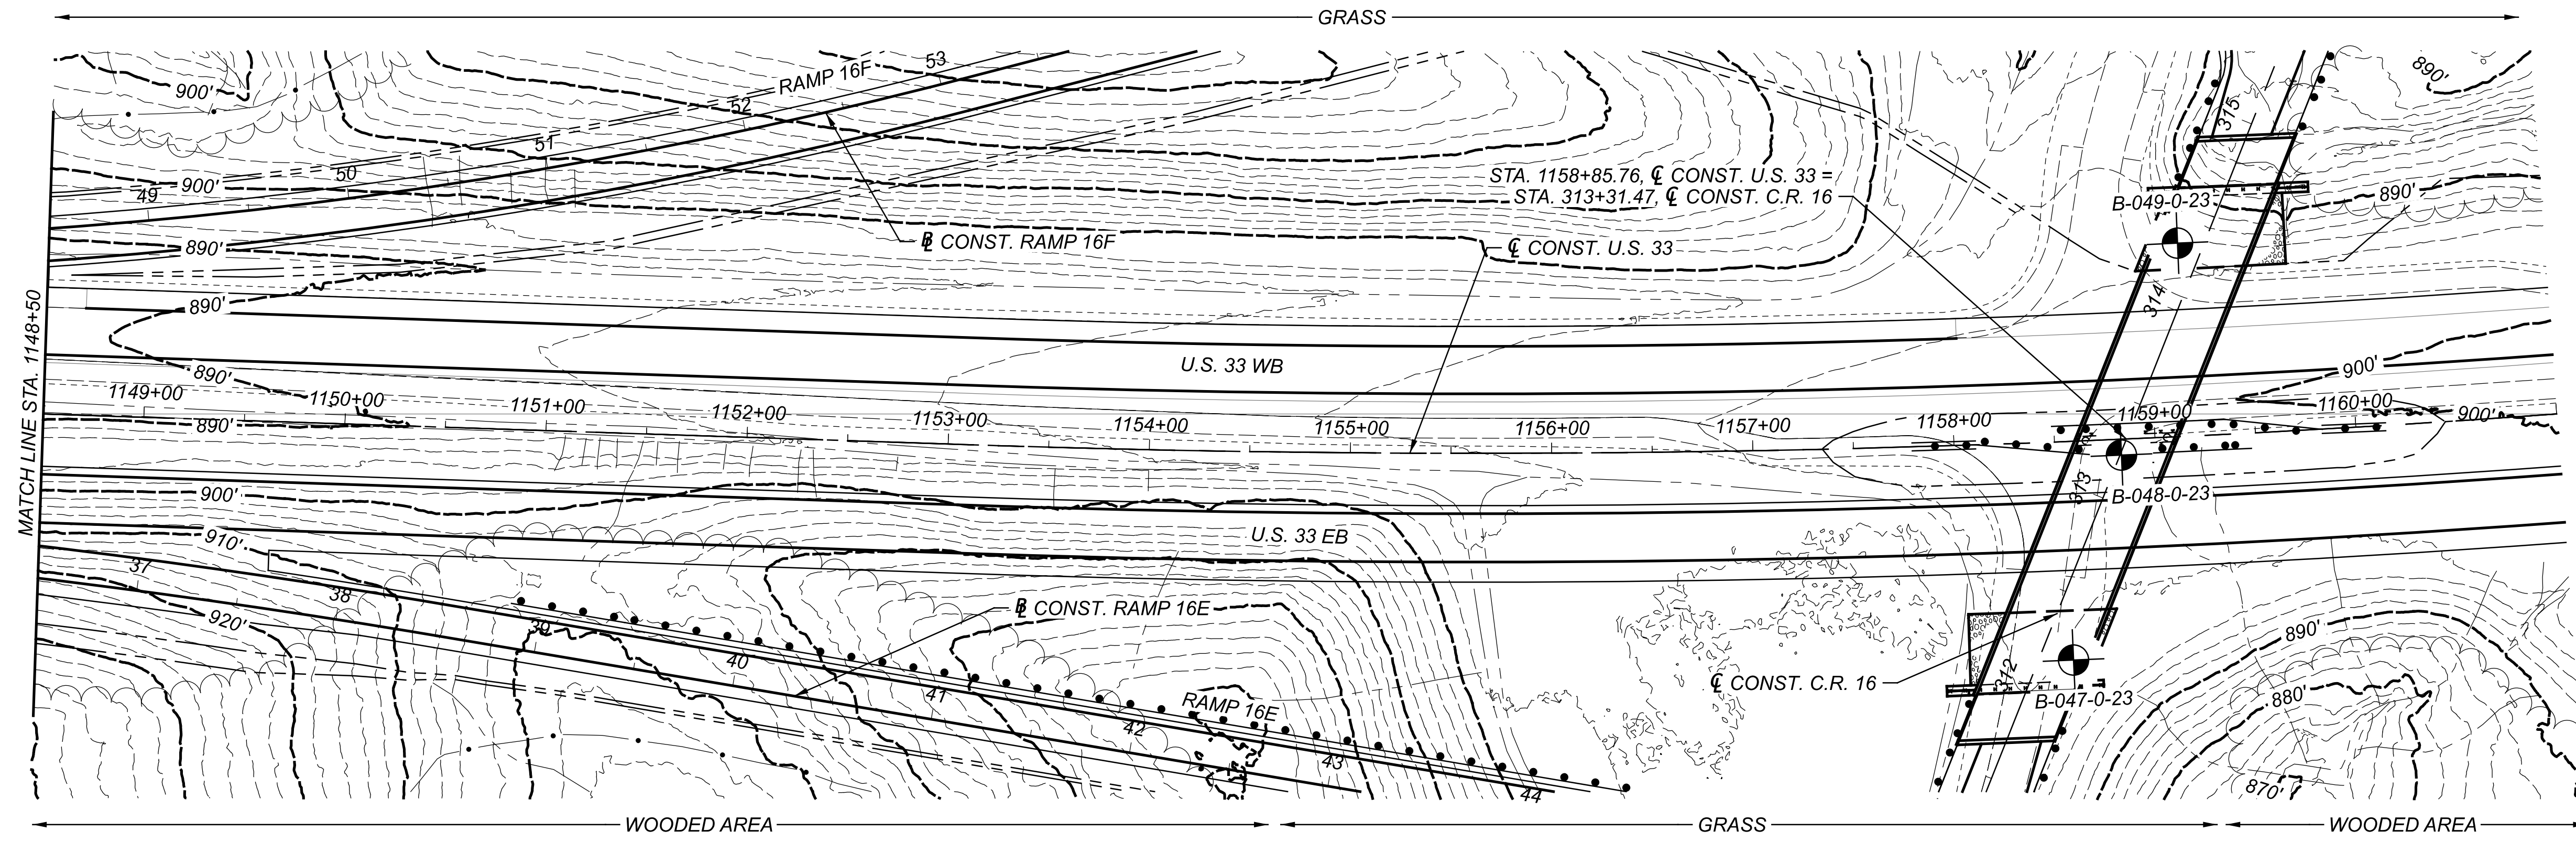 GRASS
53
RAMP 16F
52
51
50
49
900'
900'
890'
890'
890'
890'
STA. 1158+85.76, ℄ CONST. U.S. 33 =
STA. 313+31.47, ℄ CONST. C.R. 16
315
890'
890'
B-049-0-23
314
BL CONST. RAMP 16F
℄ CONST. U.S. 33
MATCH LINE STA. 1148+50
U.S. 33 WB
900'
1149+00
1150+00
1151+00
1152+00
1153+00
1154+00
1155+00
1156+00
1157+00
1158+00
1159+00
1160+00
900'
313
B-048-0-23
900'
910'
920'
U.S. 33 EB
37
38
39
40
41
42
43
44
BL CONST. RAMP 16E
RAMP 16E
℄ CONST. C.R. 16
312
B-047-0-23
890'
880'
870'
WOODED AREA
GRASS
WOODED AREA